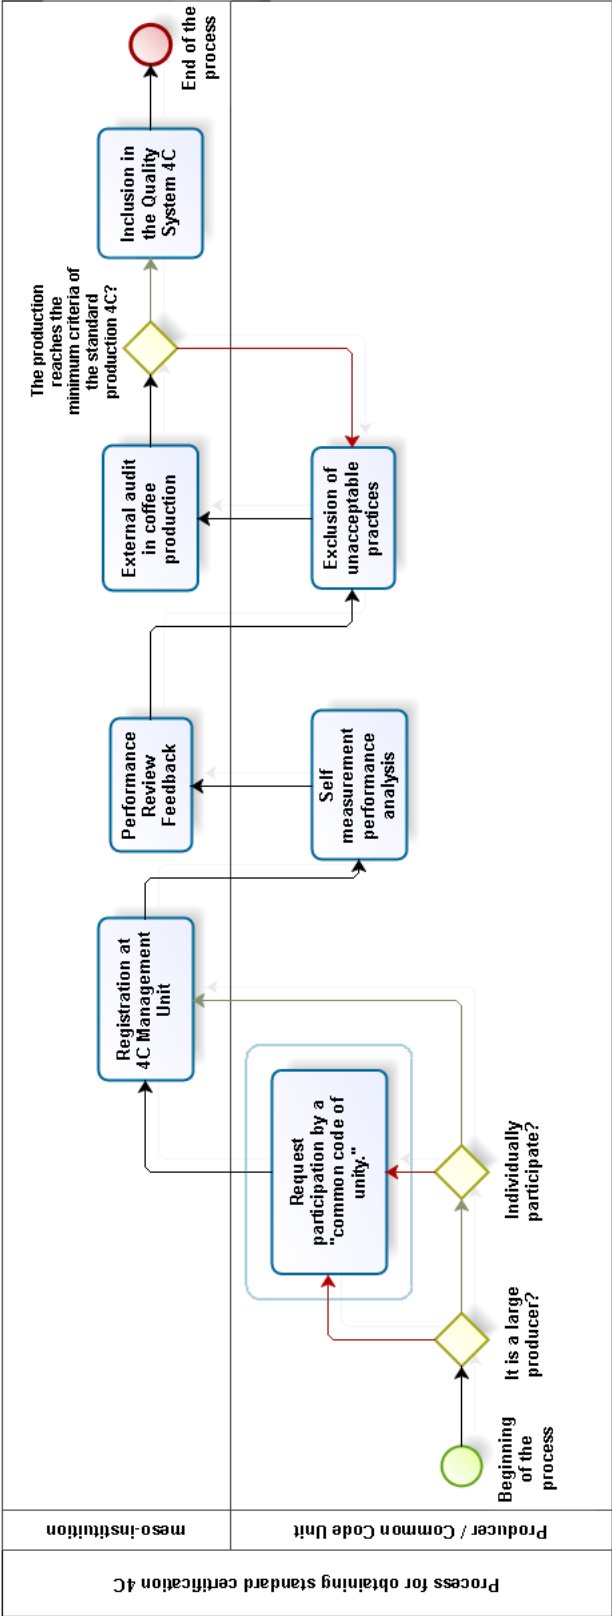 Process for obtaining standard certification 4C
meso-instituition
Producer / Common Code Unit
Beginning
of the
process
It is a large
producer?
Individually
participate?
Request
participation by a
"common code of
unity."
Registration at
4C Management
Unit
Self
measurement
performance
analysis
Performance
Review
Feedback
Exclusion of
unacceptable
practices
External audit
in coffee
production
The production
reaches the
minimum criteria of
the standard
production 4C?
Inclusion in
the Quality
System 4C
End of the
process